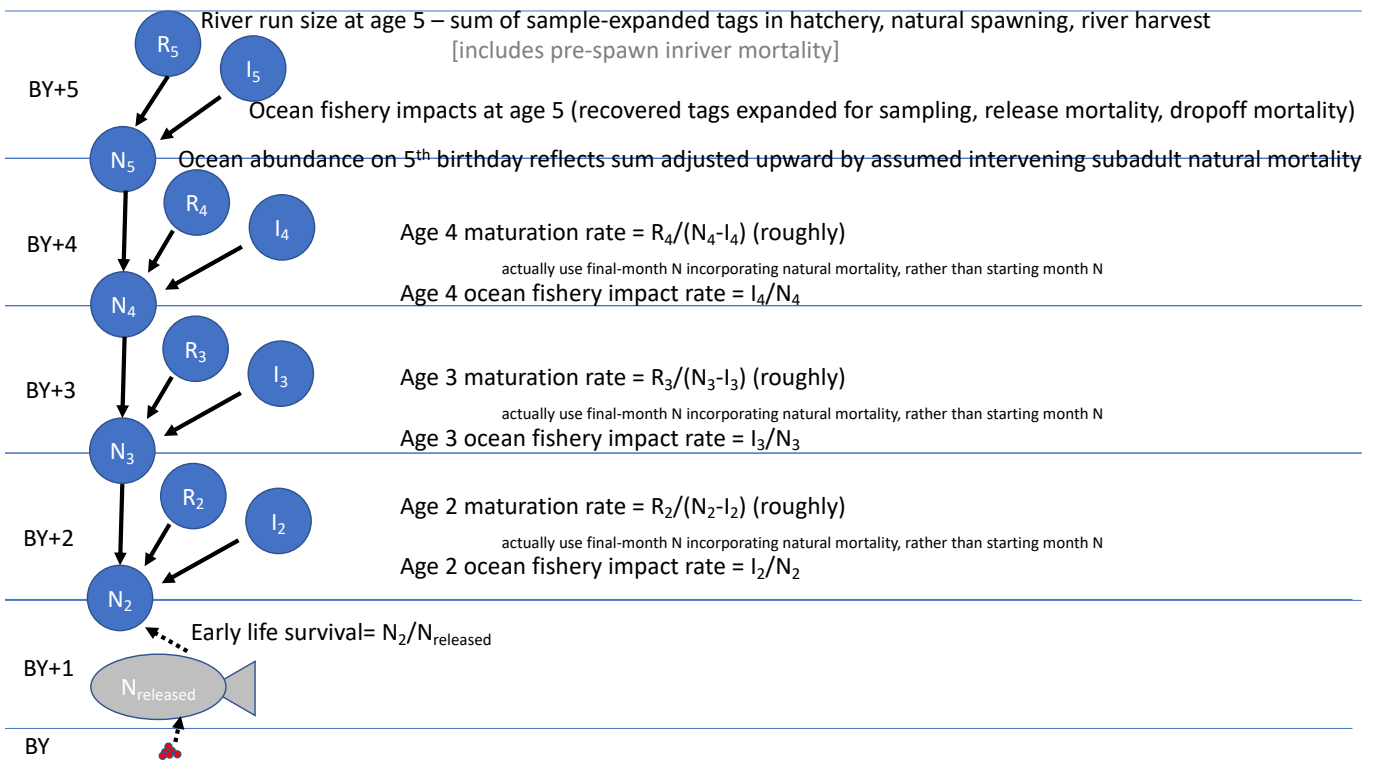 River run size at age 5 – sum of sample-expanded tags in hatchery, natural spawning, river harvest
R5
[includes pre-spawn inriver mortality]
I5
BY+5
Ocean fishery impacts at age 5 (recovered tags expanded for sampling, release mortality, dropoff mortality)
N5
Ocean abundance on 5th birthday reflects sum adjusted upward by assumed intervening subadult natural mortality
R4
I4
Age 4 maturation rate = R4/(N4-I4) (roughly)
BY+4
actually use final-month N incorporating natural mortality, rather than starting month N
Age 4 ocean fishery impact rate = I4/N4
N4
R3
I3
Age 3 maturation rate = R3/(N3-I3) (roughly)
BY+3
actually use final-month N incorporating natural mortality, rather than starting month N
Age 3 ocean fishery impact rate = I3/N3
N3
R2
Age 2 maturation rate = R2/(N2-I2) (roughly)
I2
BY+2
actually use final-month N incorporating natural mortality, rather than starting month N
Age 2 ocean fishery impact rate = I2/N2
N2
Early life survival= N2/Nreleased
BY+1
Nreleased
BY